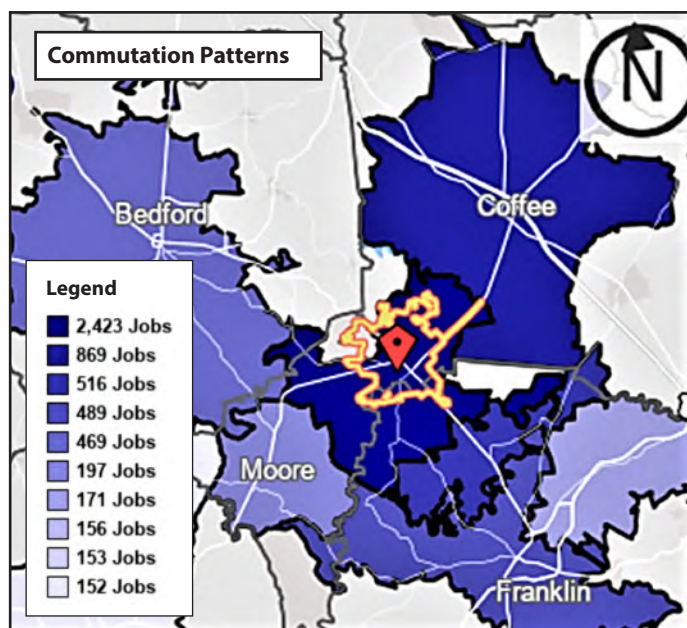 Commutation Patterns
N
Bedford
Coffee
Legend
2,423 Jobs
869 Jobs
516 Jobs
489 Jobs
469 Jobs
197 Jobs
171 Jobs
156 Jobs
153 Jobs
152 Jobs
Moore
Franklin